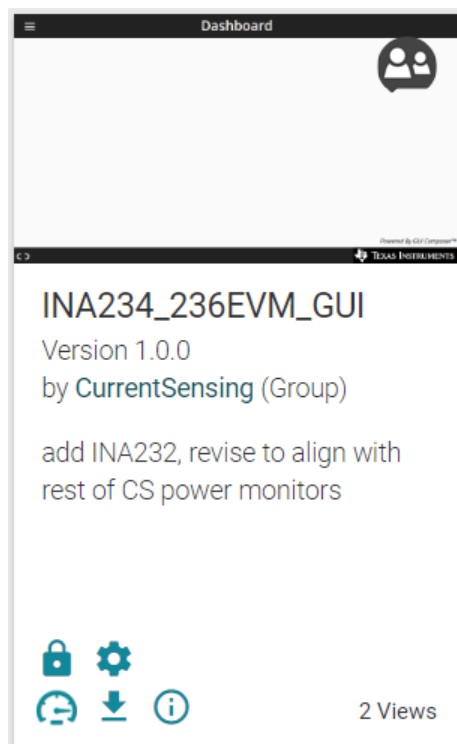 Dashboard
Powered By GUI Composer™
TEXAS INSTRUMENTS
INA234_236EVM_GUI
Version 1.0.0
by CurrentSensing (Group)
add INA232, revise to align with
rest of CS power monitors
2 Views